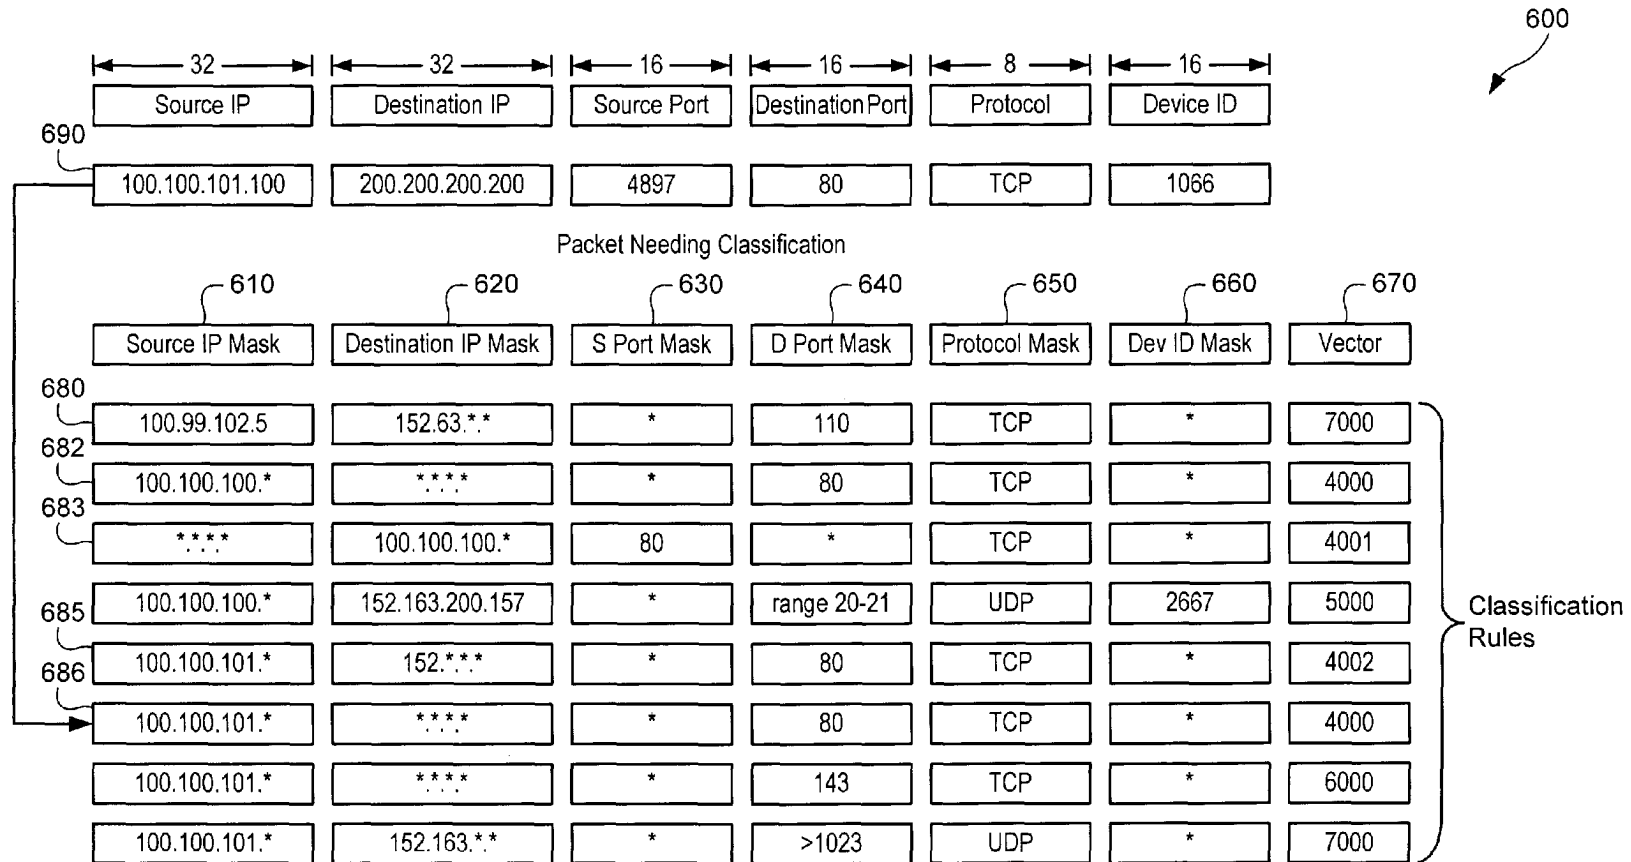 600
32 32 16 16 8 16
Source IP Destination IP Source Port Destination Port Protocol Device ID
690
100.100.101.100 200.200.200.200 4897 80 TCP 1066
Packet Needing Classification
610 620 630 640 650 660 670
Source IP Mask Destination IP Mask S Port Mask D Port Mask Protocol Mask Dev ID Mask Vector
680
100.99.102.5 152.63.*.* * 110 TCP * 7000
682
100.100.100.* *.*.*.* * 80 TCP * 4000
683
*.*.*.* 100.100.100.* 80 * TCP * 4001
100.100.100.* 152.163.200.157 * range 20-21 UDP 2667 5000
685
100.100.101.* 152.*.*.* * 80 TCP * 4002
686
100.100.101.* *.*.*.* * 80 TCP * 4000
100.100.101.* *.*.*.* * 143 TCP * 6000
100.100.101.* 152.163.*.* * >1023 UDP * 7000
Classification
Rules